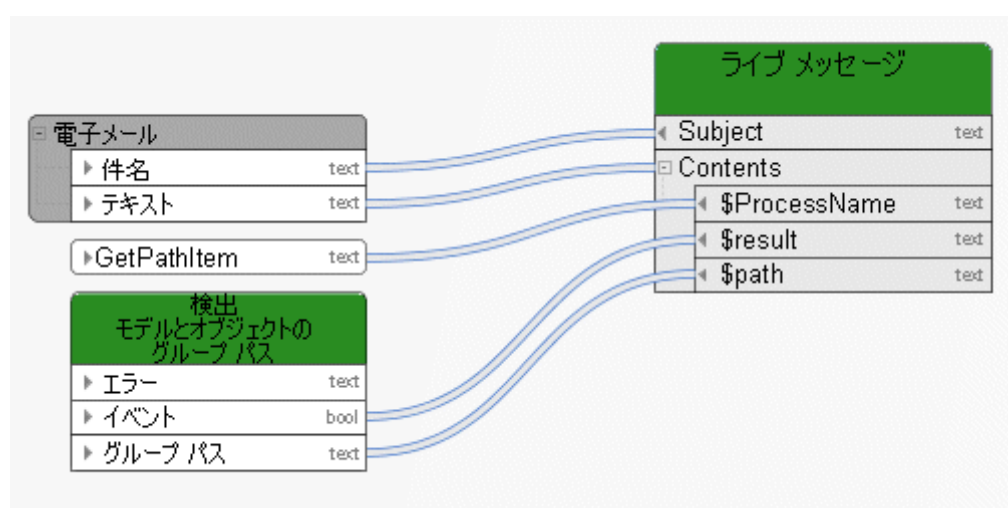 電子メール
件名 text
テキスト text
GetPathItem text
検出
モデルとオブジェクトの
グループ パス
エラー text
イベント bool
グループ パス text
ライブ メッセージ
Subject text
Contents
$ProcessName text
$result text
$path text